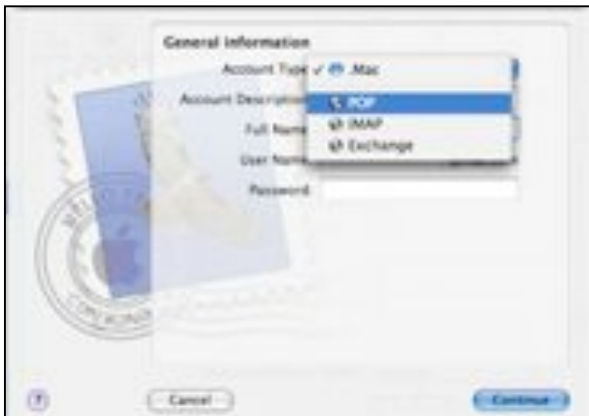 General Information
Account Type ✓ .Mac
Account Description
POP
Full Name
IMAP
User Name
Exchange
Password
?
Cancel
Continue